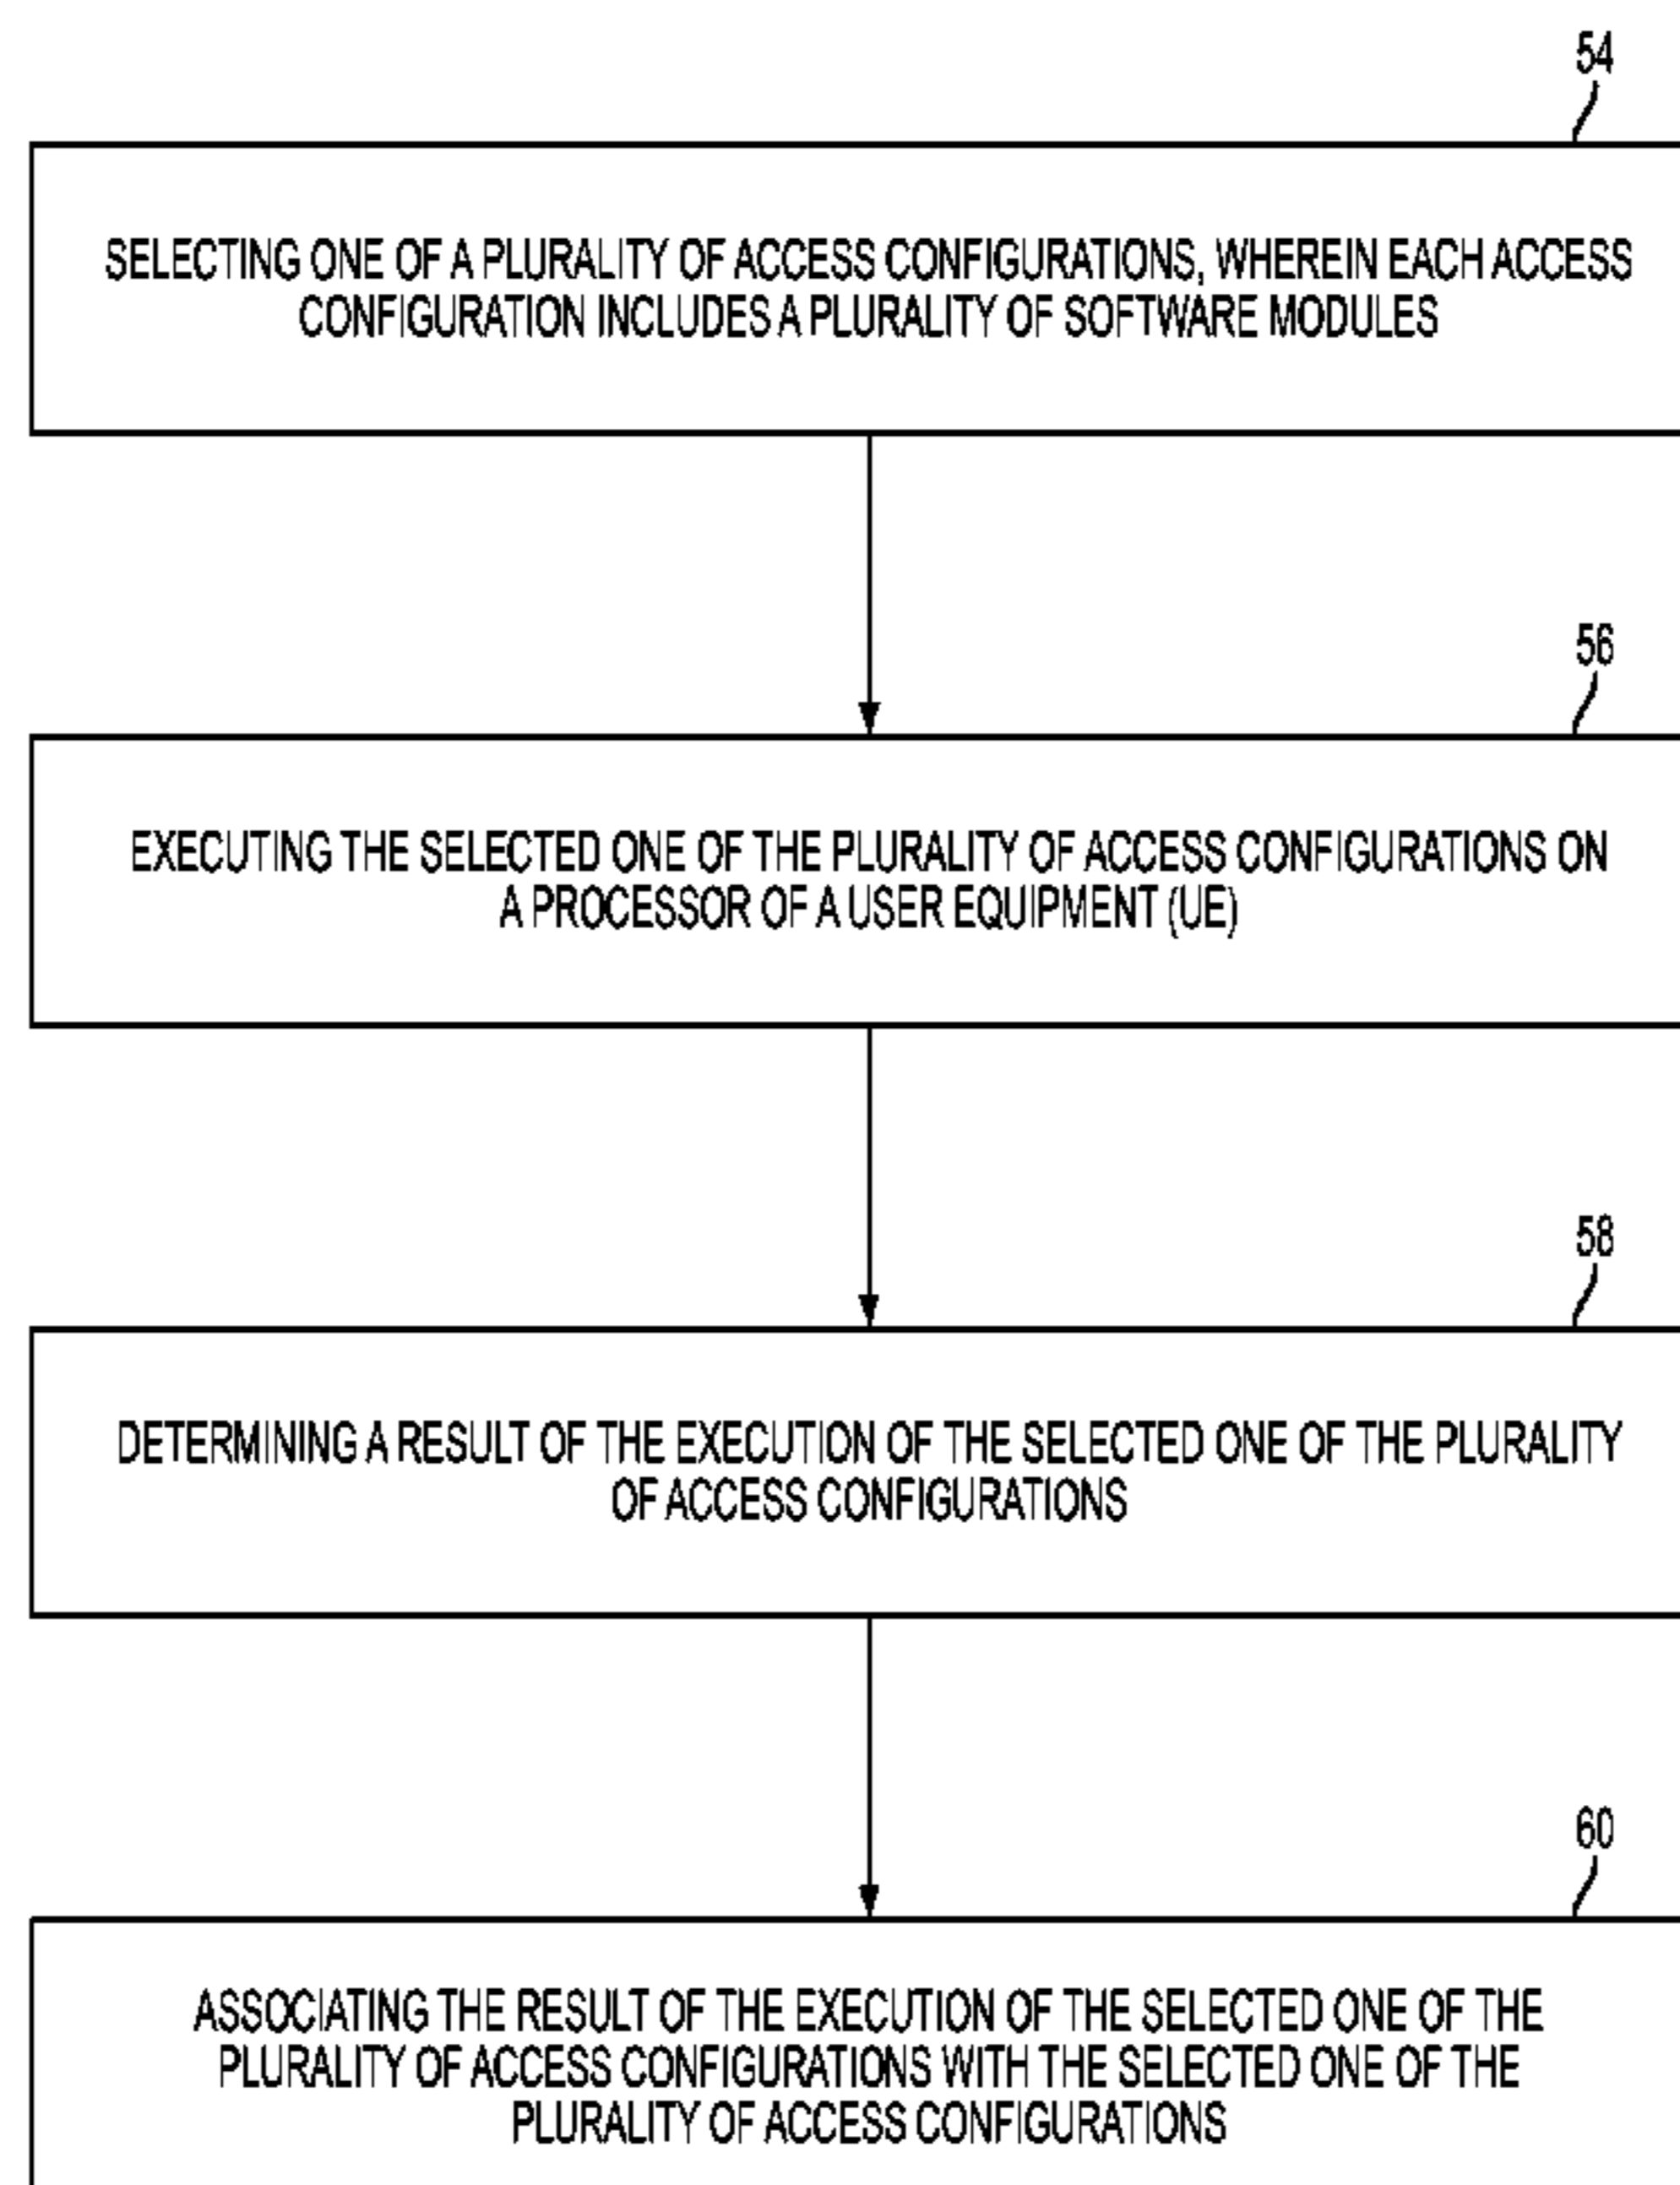 54
SELECTING ONE OF A PLURALITY OF ACCESS CONFIGURATIONS, WHEREIN EACH ACCESS
CONFIGURATION INCLUDES A PLURALITY OF SOFTWARE MODULES
56
EXECUTING THE SELECTED ONE OF THE PLURALITY OF ACCESS CONFIGURATIONS ON
A PROCESSOR OF A USER EQUIPMENT (UE)
58
DETERMINING A RESULT OF THE EXECUTION OF THE SELECTED ONE OF THE PLURALITY
OF ACCESS CONFIGURATIONS
60
ASSOCIATING THE RESULT OF THE EXECUTION OF THE SELECTED ONE OF THE
PLURALITY OF ACCESS CONFIGURATIONS WITH THE SELECTED ONE OF THE
PLURALITY OF ACCESS CONFIGURATIONS